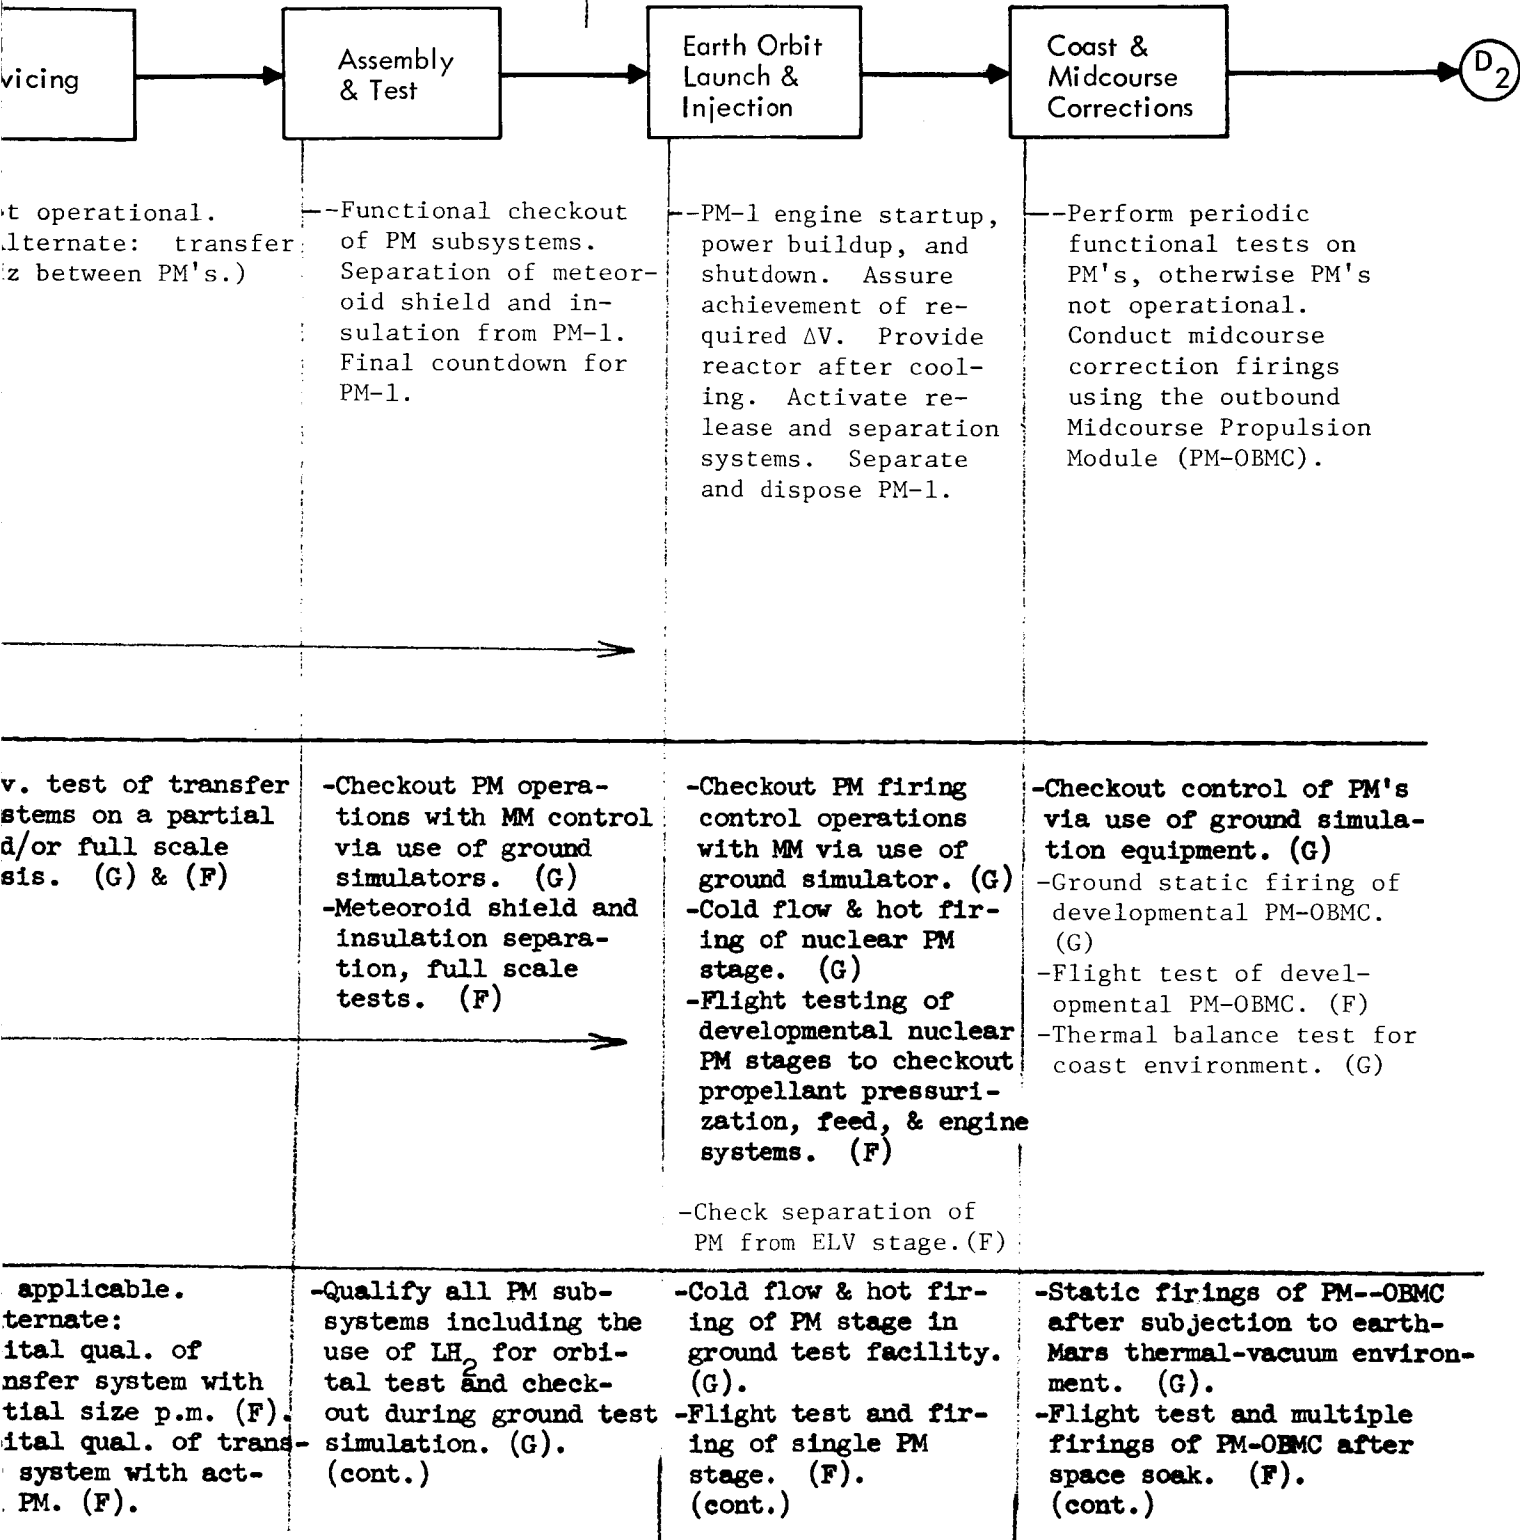 vicing
Assembly
& Test
Earth Orbit
Launch &
Injection
Coast &
Midcourse
Corrections
D2
t operational.
lternate: transfer
between PM's.)
--Functional checkout
of PM subsystems.
Separation of meteor-
oid shield and in-
sulation from PM-1.
Final countdown for
PM-1.
--PM-1 engine startup,
power buildup, and
shutdown. Assure
achievement of re-
quired ΔV. Provide
reactor after cool-
ing. Activate re-
lease and separation
systems. Separate
and dispose PM-1.
--Perform periodic
functional tests on
PM's, otherwise PM's
not operational.
Conduct midcourse
correction firings
using the outbound
Midcourse Propulsion
Module (PM-OBMC).
v. test of transfer
stems on a partial
d/or full scale
sis. (G) & (F)
-Checkout PM opera-
tions with MM control
via use of ground
simulators. (G)
-Meteoroid shield and
insulation separa-
tion, full scale
tests. (F)
-Checkout PM firing
control operations
with MM via use of
ground simulator. (G)
-Cold flow & hot fir-
ing of nuclear PM
stage. (G)
-Flight testing of
developmental nuclear
PM stages to checkout
propellant pressuri-
zation, feed, & engine
systems. (F)
-Check separation of
PM from ELV stage.(F)
-Checkout control of PM's
via use of ground simula-
tion equipment. (G)
-Ground static firing of
developmental PM-OBMC.
(G)
-Flight test of devel-
opmental PM-OBMC. (F)
-Thermal balance test for
coast environment. (G)
applicable.
ternate:
ital qual. of
nsfer system with
tial size p.m. (F).
ital qual. of trans-
system with act-
PM. (F).
-Qualify all PM sub-
systems including the
use of LH2 for orbi-
tal test and check-
out during ground test
simulation. (G).
(cont.)
-Cold flow & hot fir-
ing of PM stage in
ground test facility.
(G).
-Flight test and fir-
ing of single PM
stage. (F).
(cont.)
-Static firings of PM--OBMC
after subjection to earth-
Mars thermal-vacuum environ-
ment. (G).
-Flight test and multiple
firings of PM-OBMC after
space soak. (F).
(cont.)